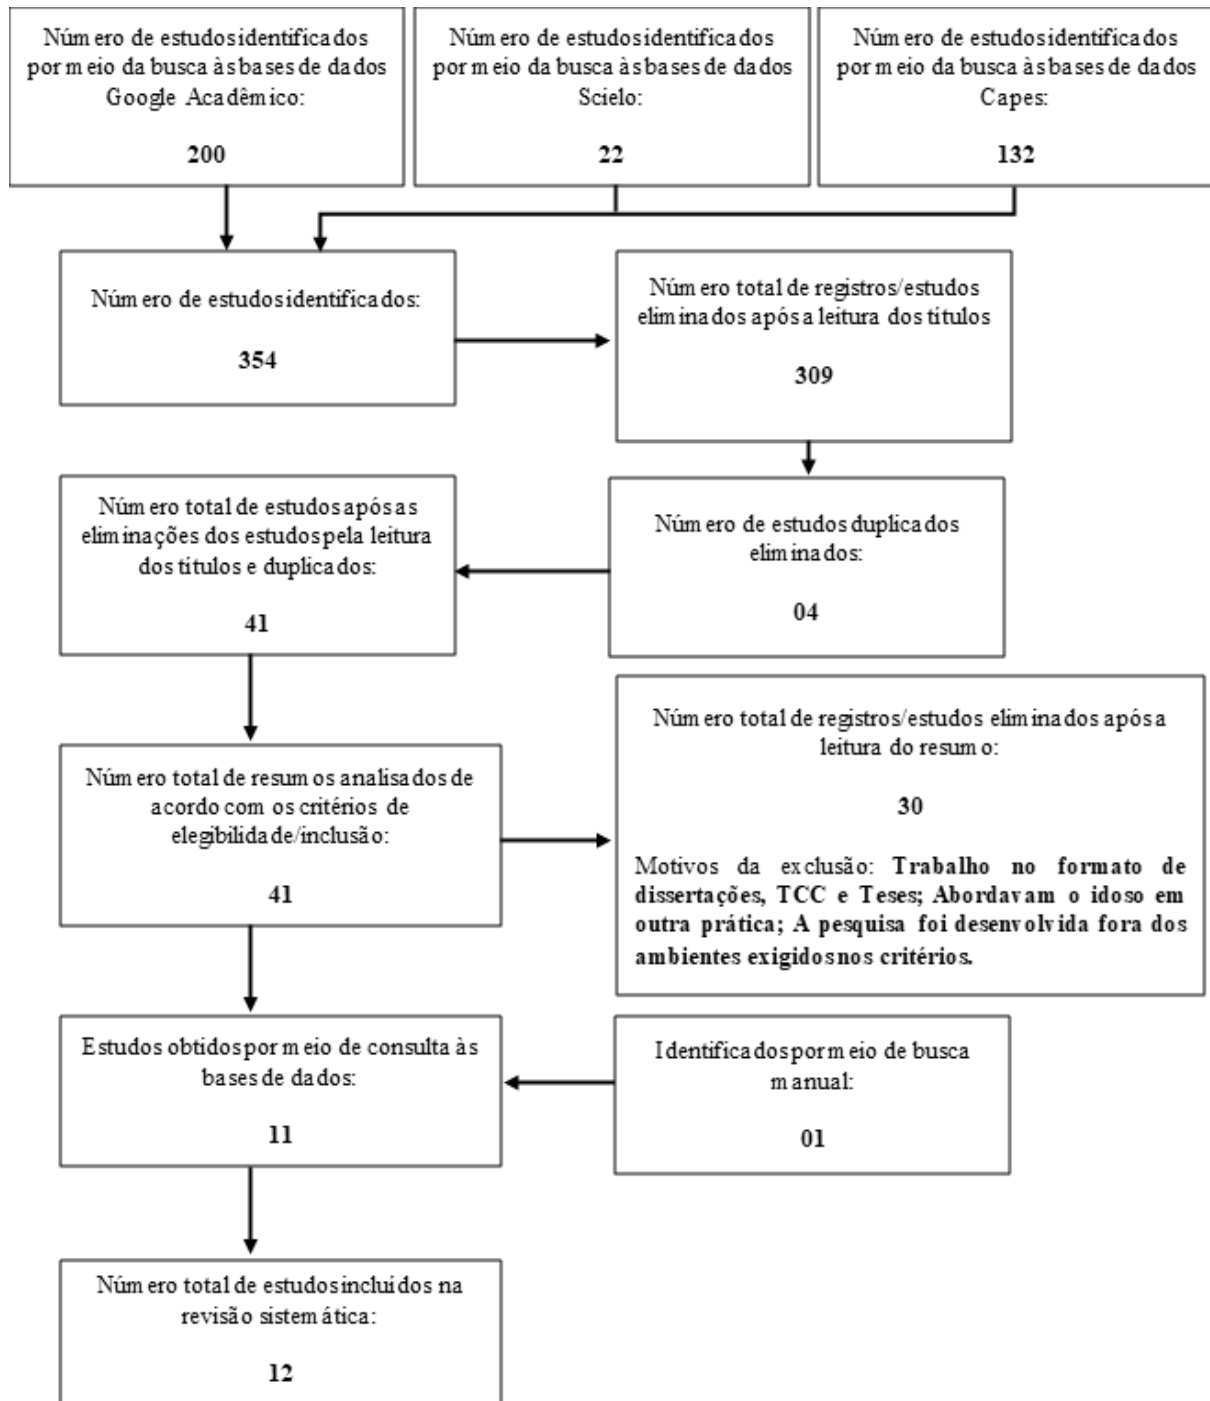 Número de estudos identificados
por meio da busca às bases de dados
Google Acadêmico:
200
Número de estudos identificados
por meio da busca às bases de dados
Scielo:
22
Número de estudos identificados
por meio da busca às bases de dados
Capes:
132
Número de estudos identificados:
354
Número total de registros/estudos
eliminados após a leitura dos títulos
309
Número total de estudos após as
eliminações dos estudos pela leitura
dos títulos e duplicados:
41
Número de estudos duplicados
eliminados:
04
Número total de registros/estudos eliminados após a
leitura do resumo:
30
Motivos da exclusão: Trabalho no formato de
dissertações, TCC e Teses; Abordavam o idoso em
outra prática; A pesquisa foi desenvolvida fora dos
ambientes exigidos nos critérios.
Número total de resumos analisados de
acordo com os critérios de
elegibilidade/inclusão:
41
Estudos obtidos por meio de consulta às
bases de dados:
11
Identificados por meio de busca
manual:
01
Número total de estudos incluídos na
revisão sistemática:
12